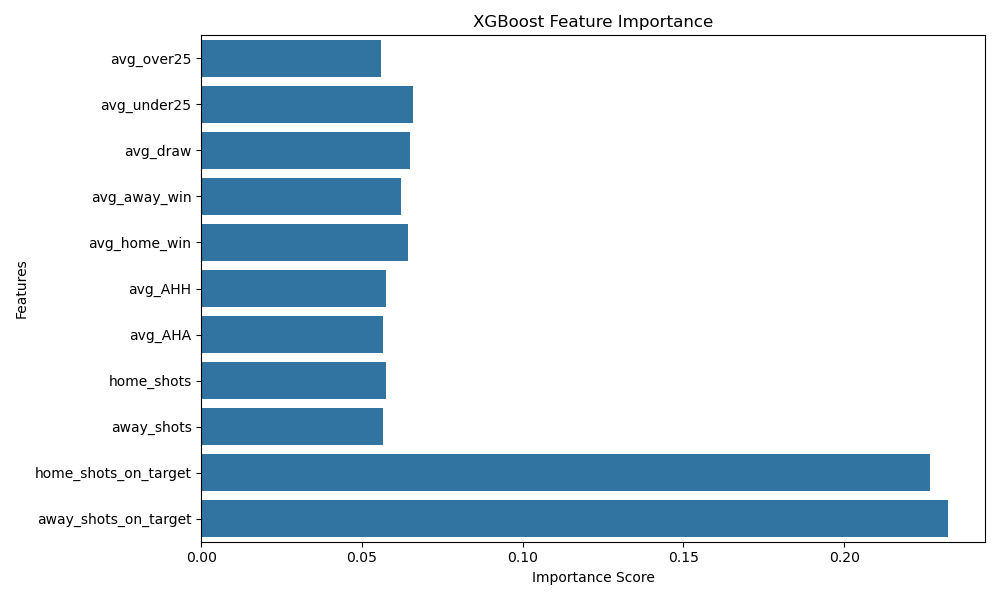 XGBoost Feature Importance
Features
avg_over25
avg_under25
avg_draw
avg_away_win
avg_home_win
avg_AHH
avg_AHA
home_shots
away_shots
home_shots_on_target
away_shots_on_target
0.00 0.05 0.10 0.15 0.20
Importance Score